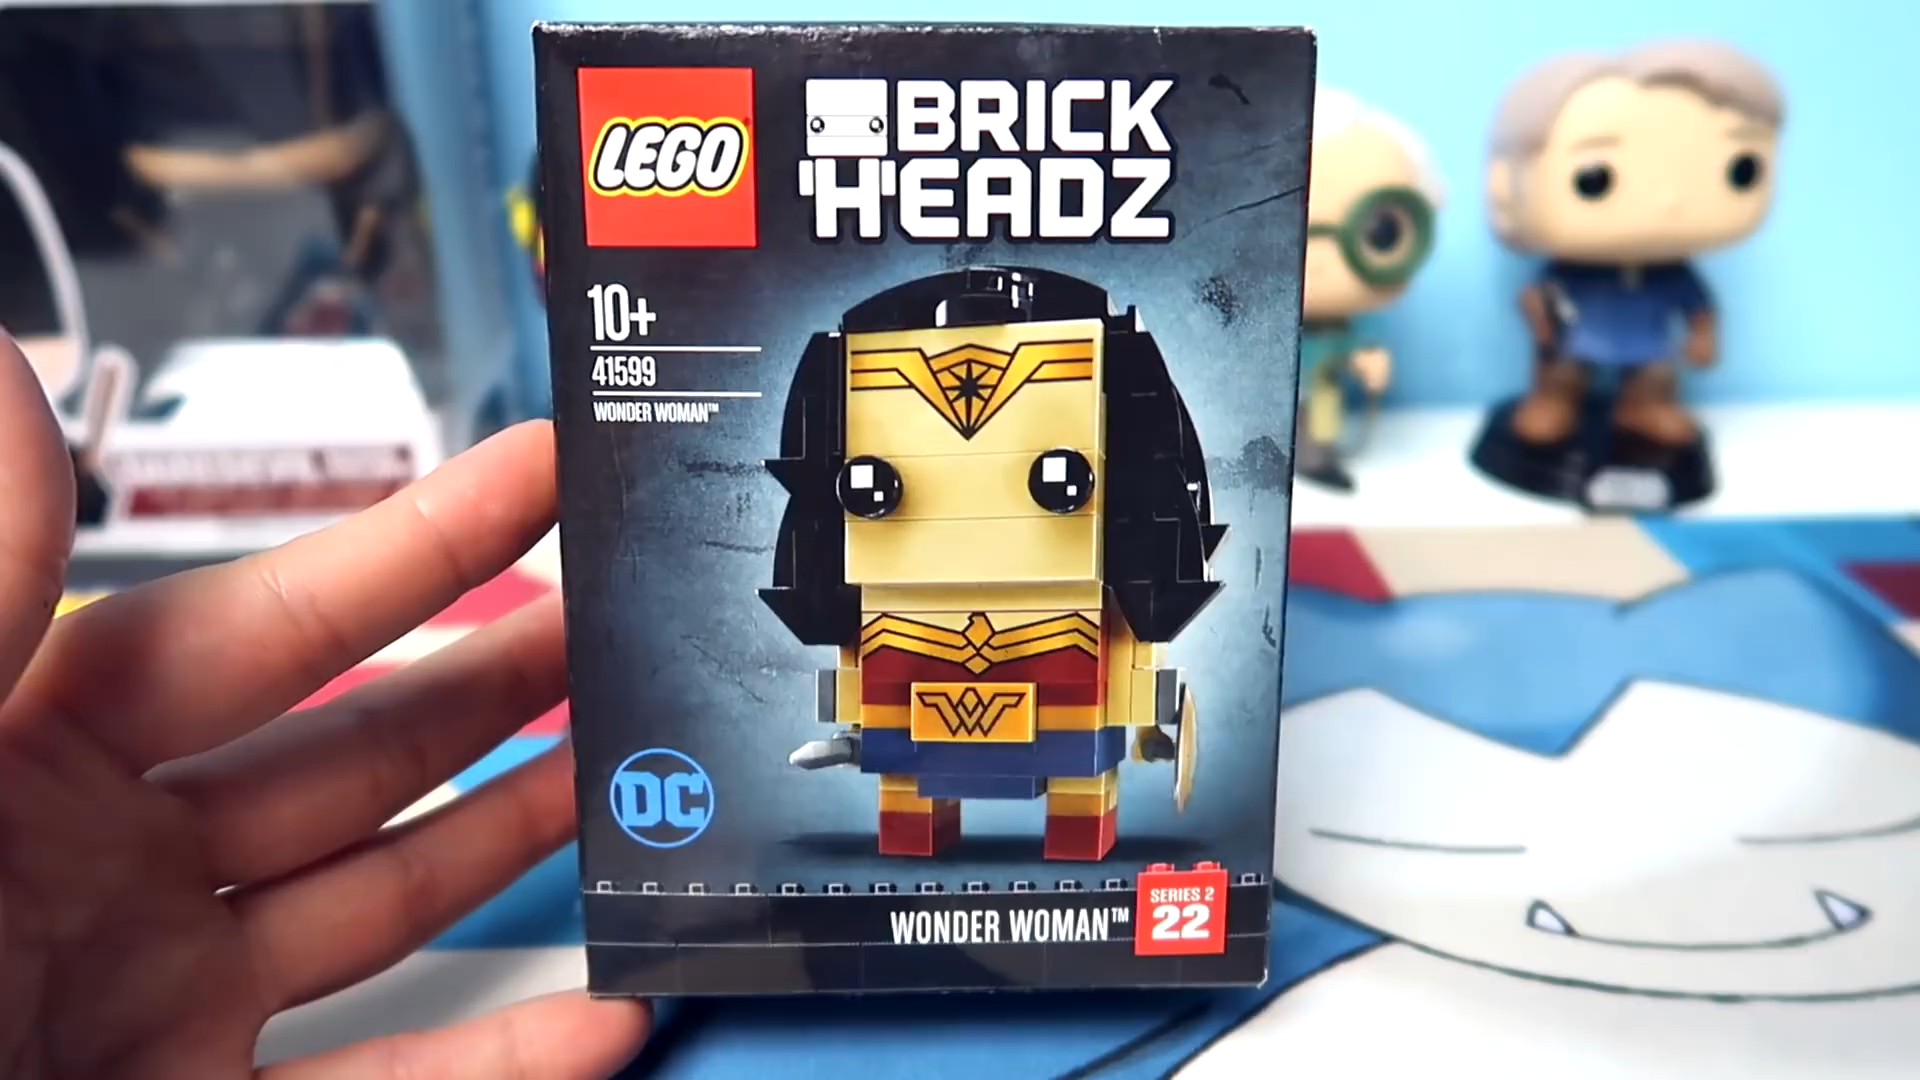 LEGO
BRICK
HEADZ
10+
41599
WONDER WOMAN™
DC
WONDER WOMAN™
SERIES 2
22